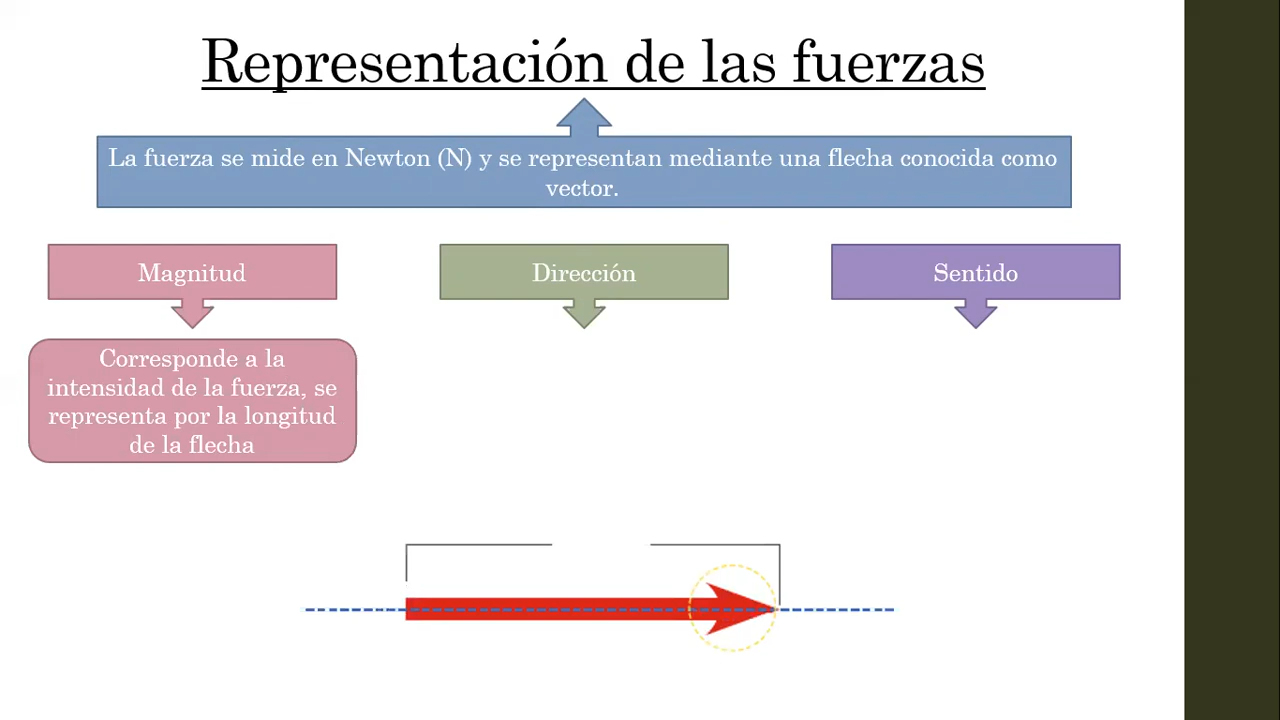 Representación de las fuerzas
La fuerza se mide en Newton (N) y se representan mediante una flecha conocida como
vector.
Magnitud
Dirección
Sentido
Corresponde a la
intensidad de la fuerza, se
representa por la longitud
de la flecha